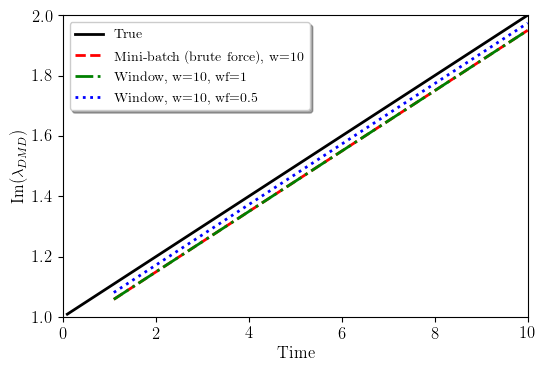 2.0
1.8
1.6
1.4
1.2
1.0
Im(λDMD)
True
Mini-batch (brute force), w=10
Window, w=10, wf=1
Window, w=10, wf=0.5
0 2 4 6 8 10
Time